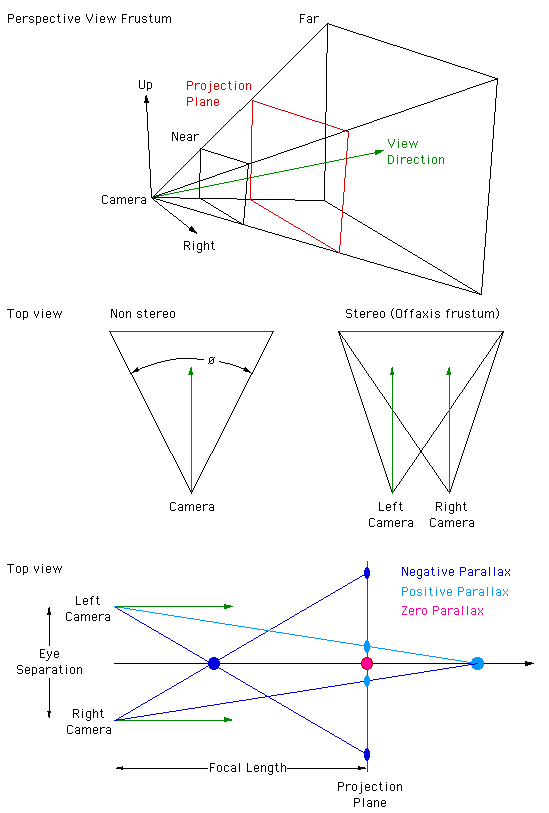 Perspective View Frustum
Far
Up
Projection
Plane
Near
View
Direction
Camera
Right
Top view
Non stereo
Stereo (Offaxis frustum)
ø
Camera
Left
Camera
Right
Camera
Top view
Negative Parallax
Positive Parallax
Zero Parallax
Left
Camera
Eye
Separation
Right
Camera
Focal Length
Projection
Plane